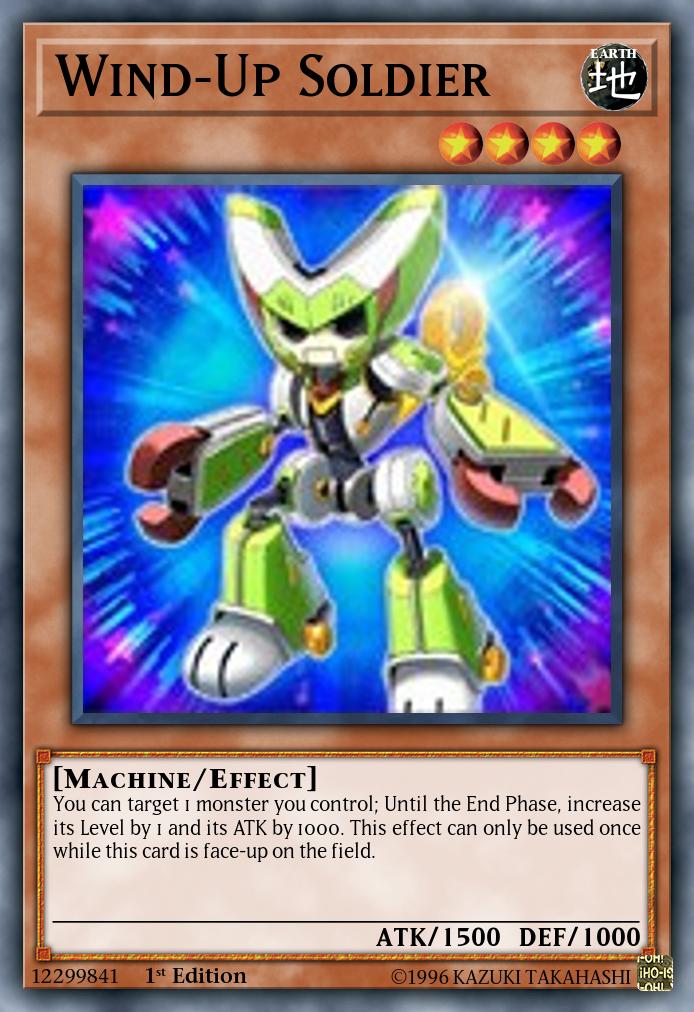 Wind-Up Soldier
EARTH
地
[Machine/Effect]
You can target 1 monster you control; Until the End Phase, increase
its Level by 1 and its ATK by 1000. This effect can only be used once
while this card is face-up on the field.
ATK/1500 DEF/1000
12299841 1st Edition ©1996 KAZUKI TAKAHASHI